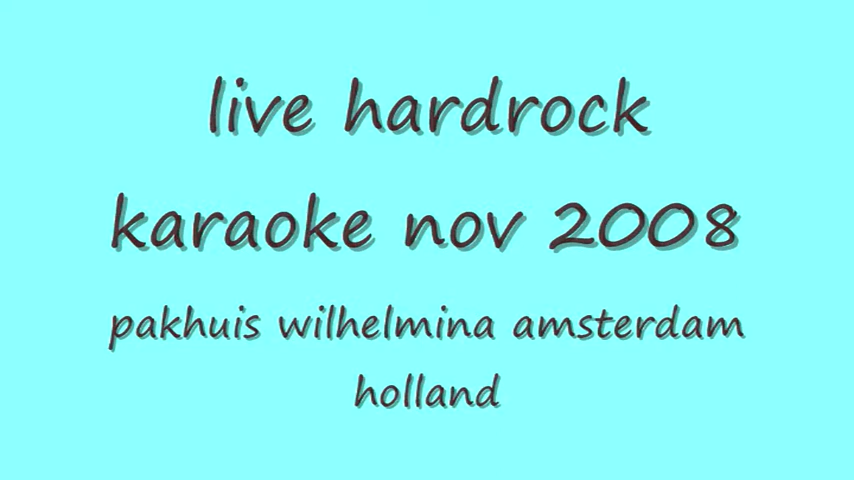 live hardrock
karaoke nov 2008
pakhuis wilhelmina amsterdam
holland